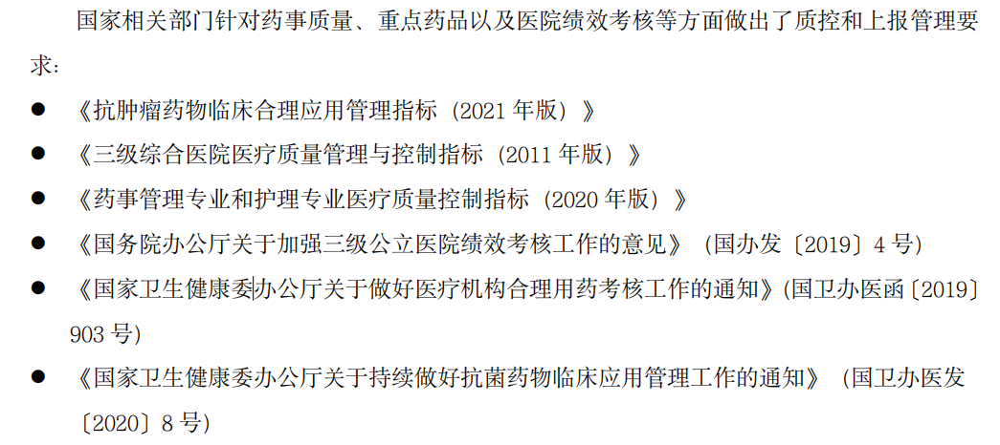 国家相关部门针对药事质量、重点药品以及医院绩效考核等方面做出了质控和上报管理要
求：
● 《抗肿瘤药物临床合理应用管理指标（2021 年版）》
● 《三级综合医院医疗质量管理与控制指标（2011 年版）》
● 《药事管理专业和护理专业医疗质量控制指标（2020 年版）》
● 《国务院办公厅关于加强三级公立医院绩效考核工作的意见》（国办发〔2019〕4 号）
● 《国家卫生健康委办公厅关于做好医疗机构合理用药考核工作的通知》(国卫办医函〔2019〕
903 号)
● 《国家卫生健康委办公厅关于持续做好抗菌药物临床应用管理工作的通知》（国卫办医发
〔2020〕8 号）